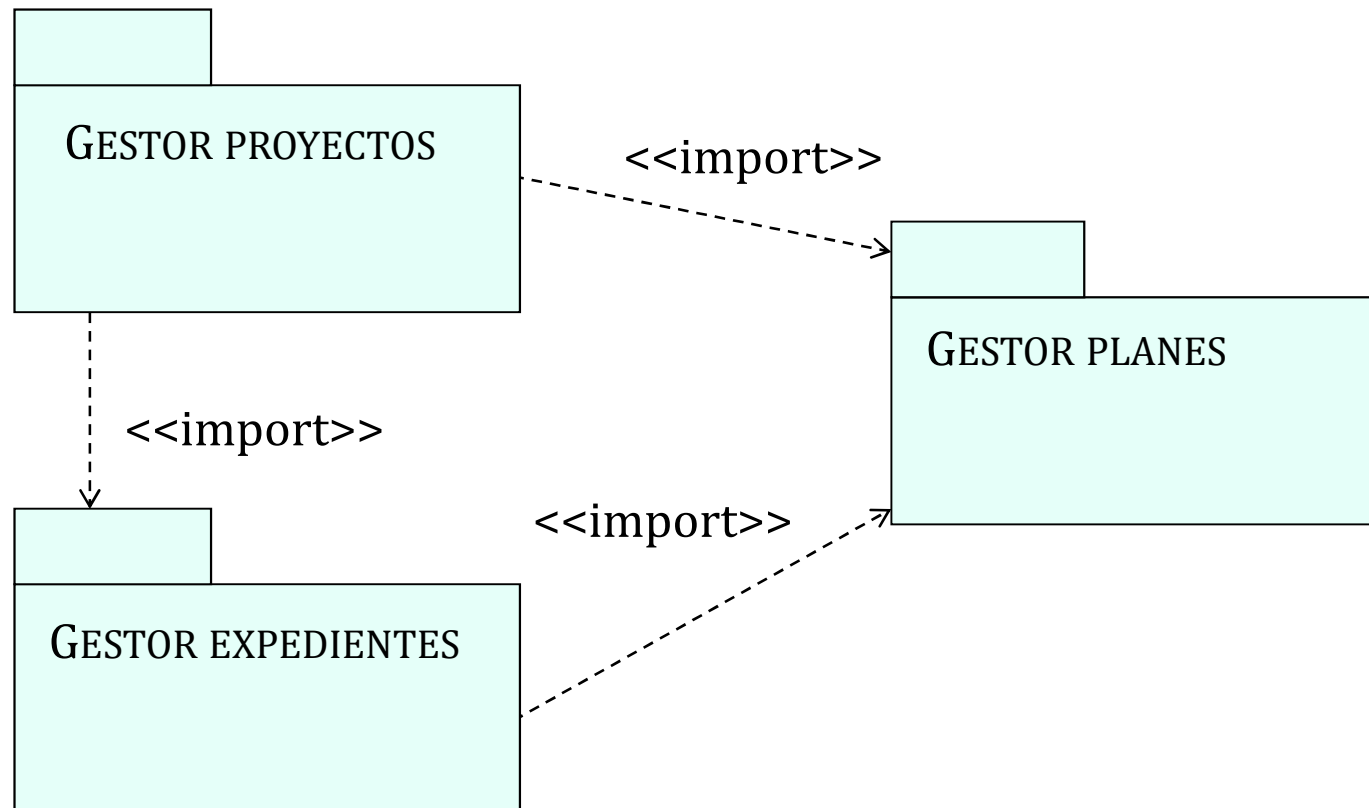 GESTOR PROYECTOS
<<import>>
GESTOR PLANES
<<import>>
<<import>>
GESTOR EXPEDIENTES